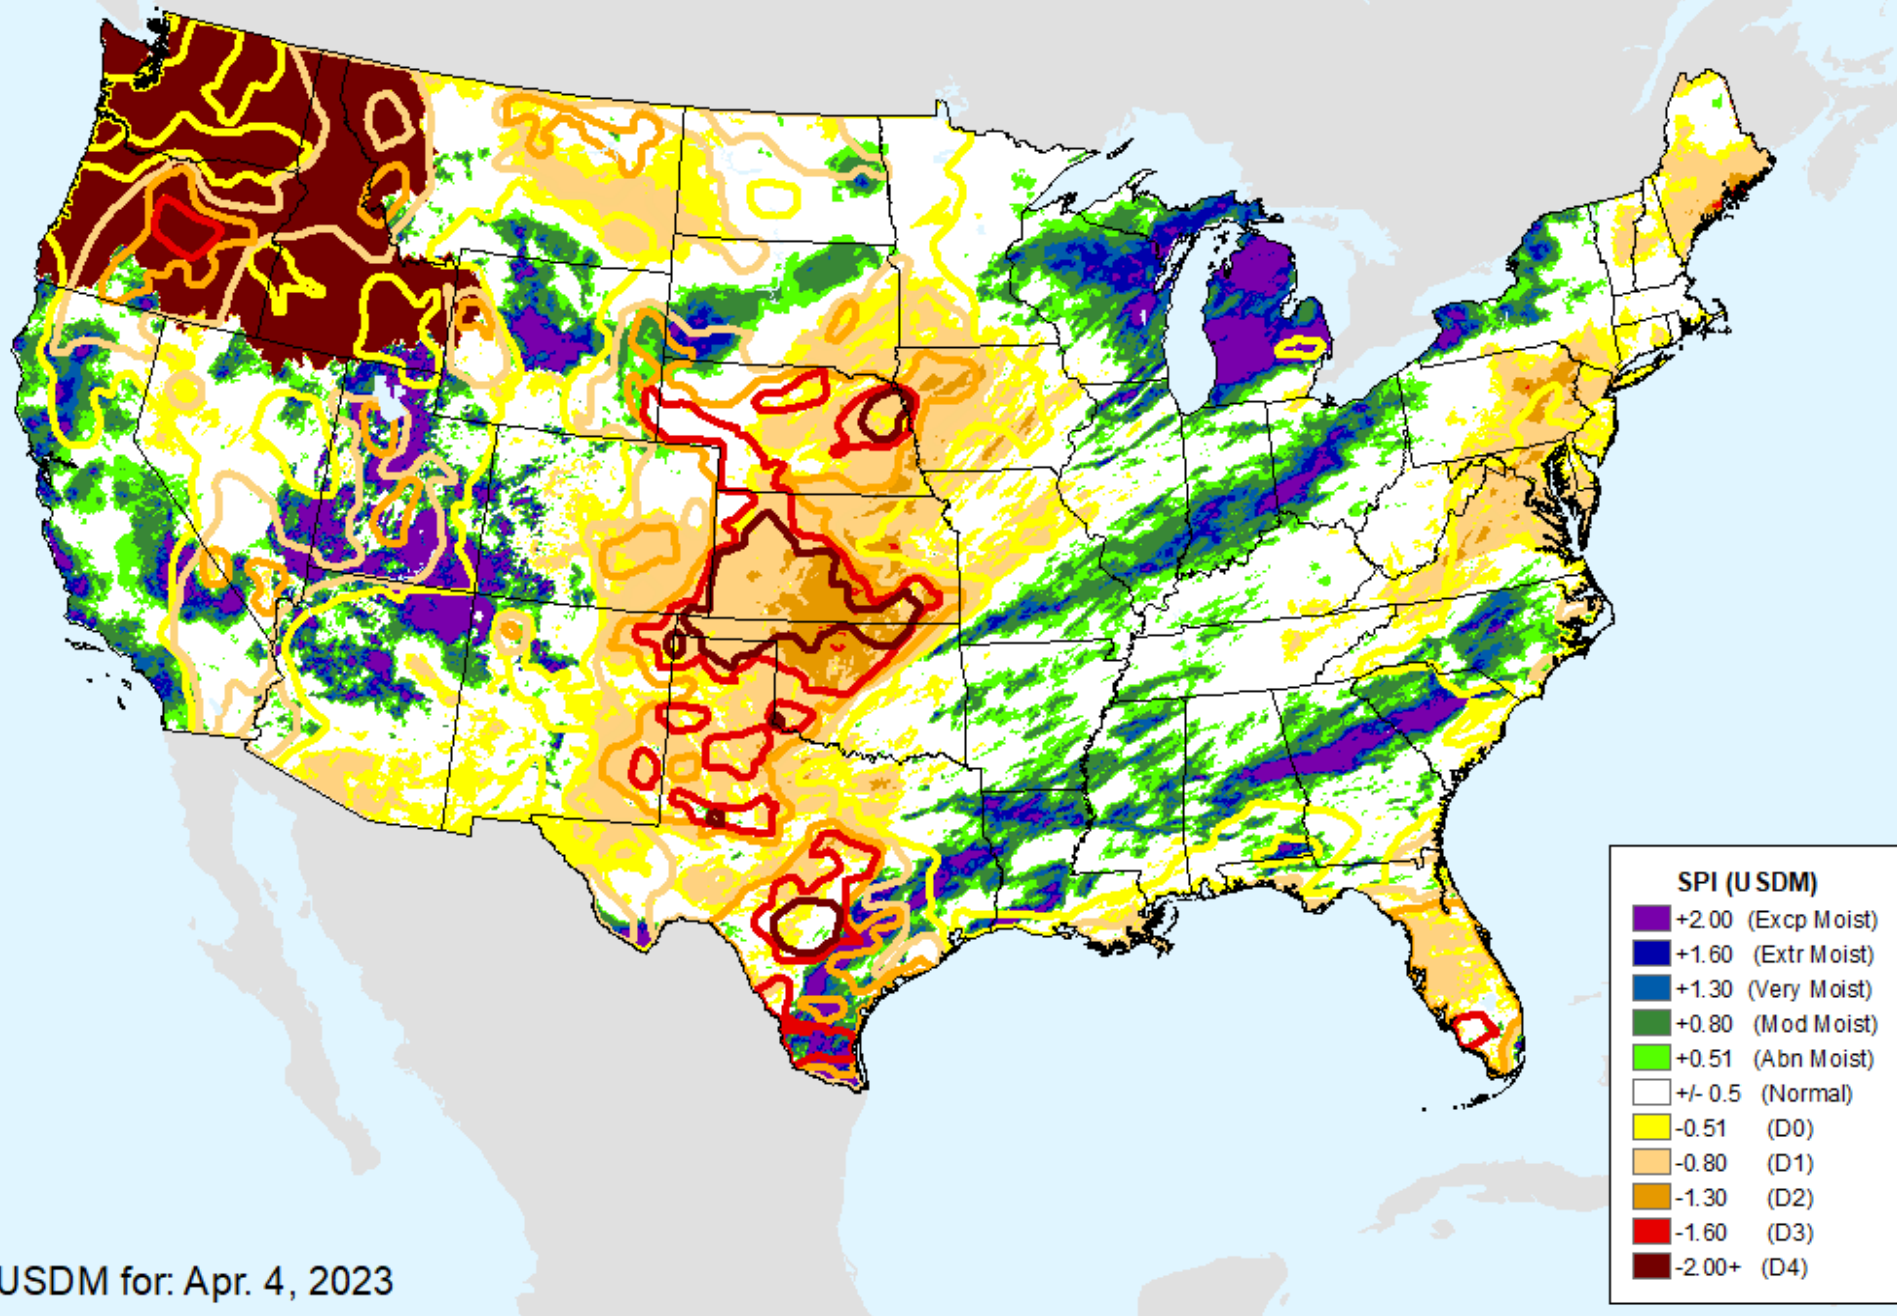 SPI (USDM)
+2.00 (Excp Moist)
+1.60 (Extr Moist)
+1.30 (Very Moist)
+0.80 (Mod Moist)
+0.51 (Abn Moist)
+/- 0.5 (Normal)
-0.51 (D0)
-0.80 (D1)
-1.30 (D2)
-1.60 (D3)
-2.00+ (D4)
USDM for: Apr. 4, 2023